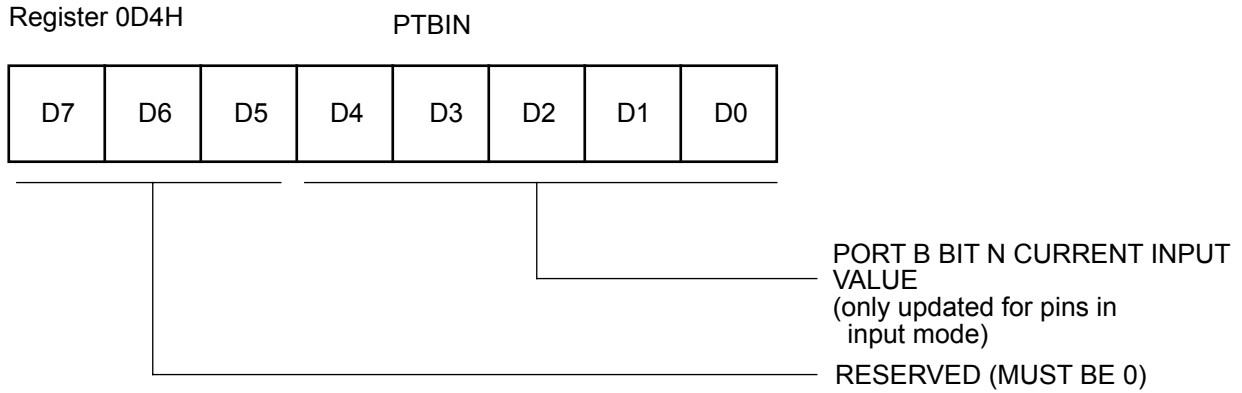 Register 0D4H
PTBIN
D7 D6 D5 D4 D3 D2 D1 D0
PORT B BIT N CURRENT INPUT
VALUE
(only updated for pins in
input mode)
RESERVED (MUST BE 0)